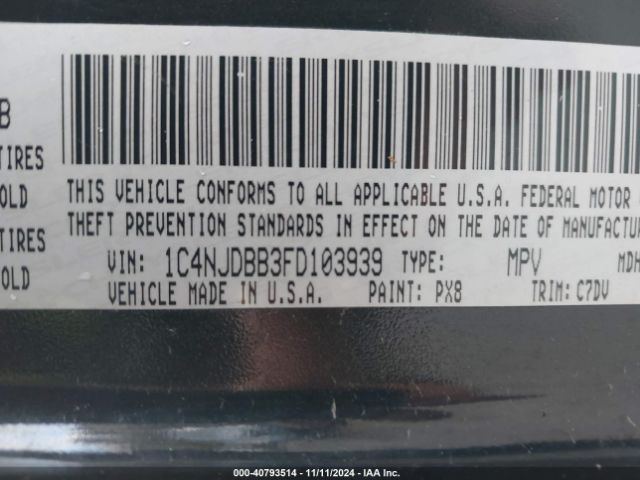 B
TIRES
OLD
TIRES
OLD
THIS VEHICLE CONFORMS TO ALL APPLICABLE U.S.A. FEDERAL MOTOR
THEFT PREVENTION STANDARDS IN EFFECT ON THE DATE OF MANUFACTUR
VIN: 1C4NJDBB3FD103939 TYPE: MPV MDH
VEHICLE MADE IN U.S.A. PAINT: PX8 TRIM: C7DV
000-40793514 - 11/11/2024 - IAA Inc.